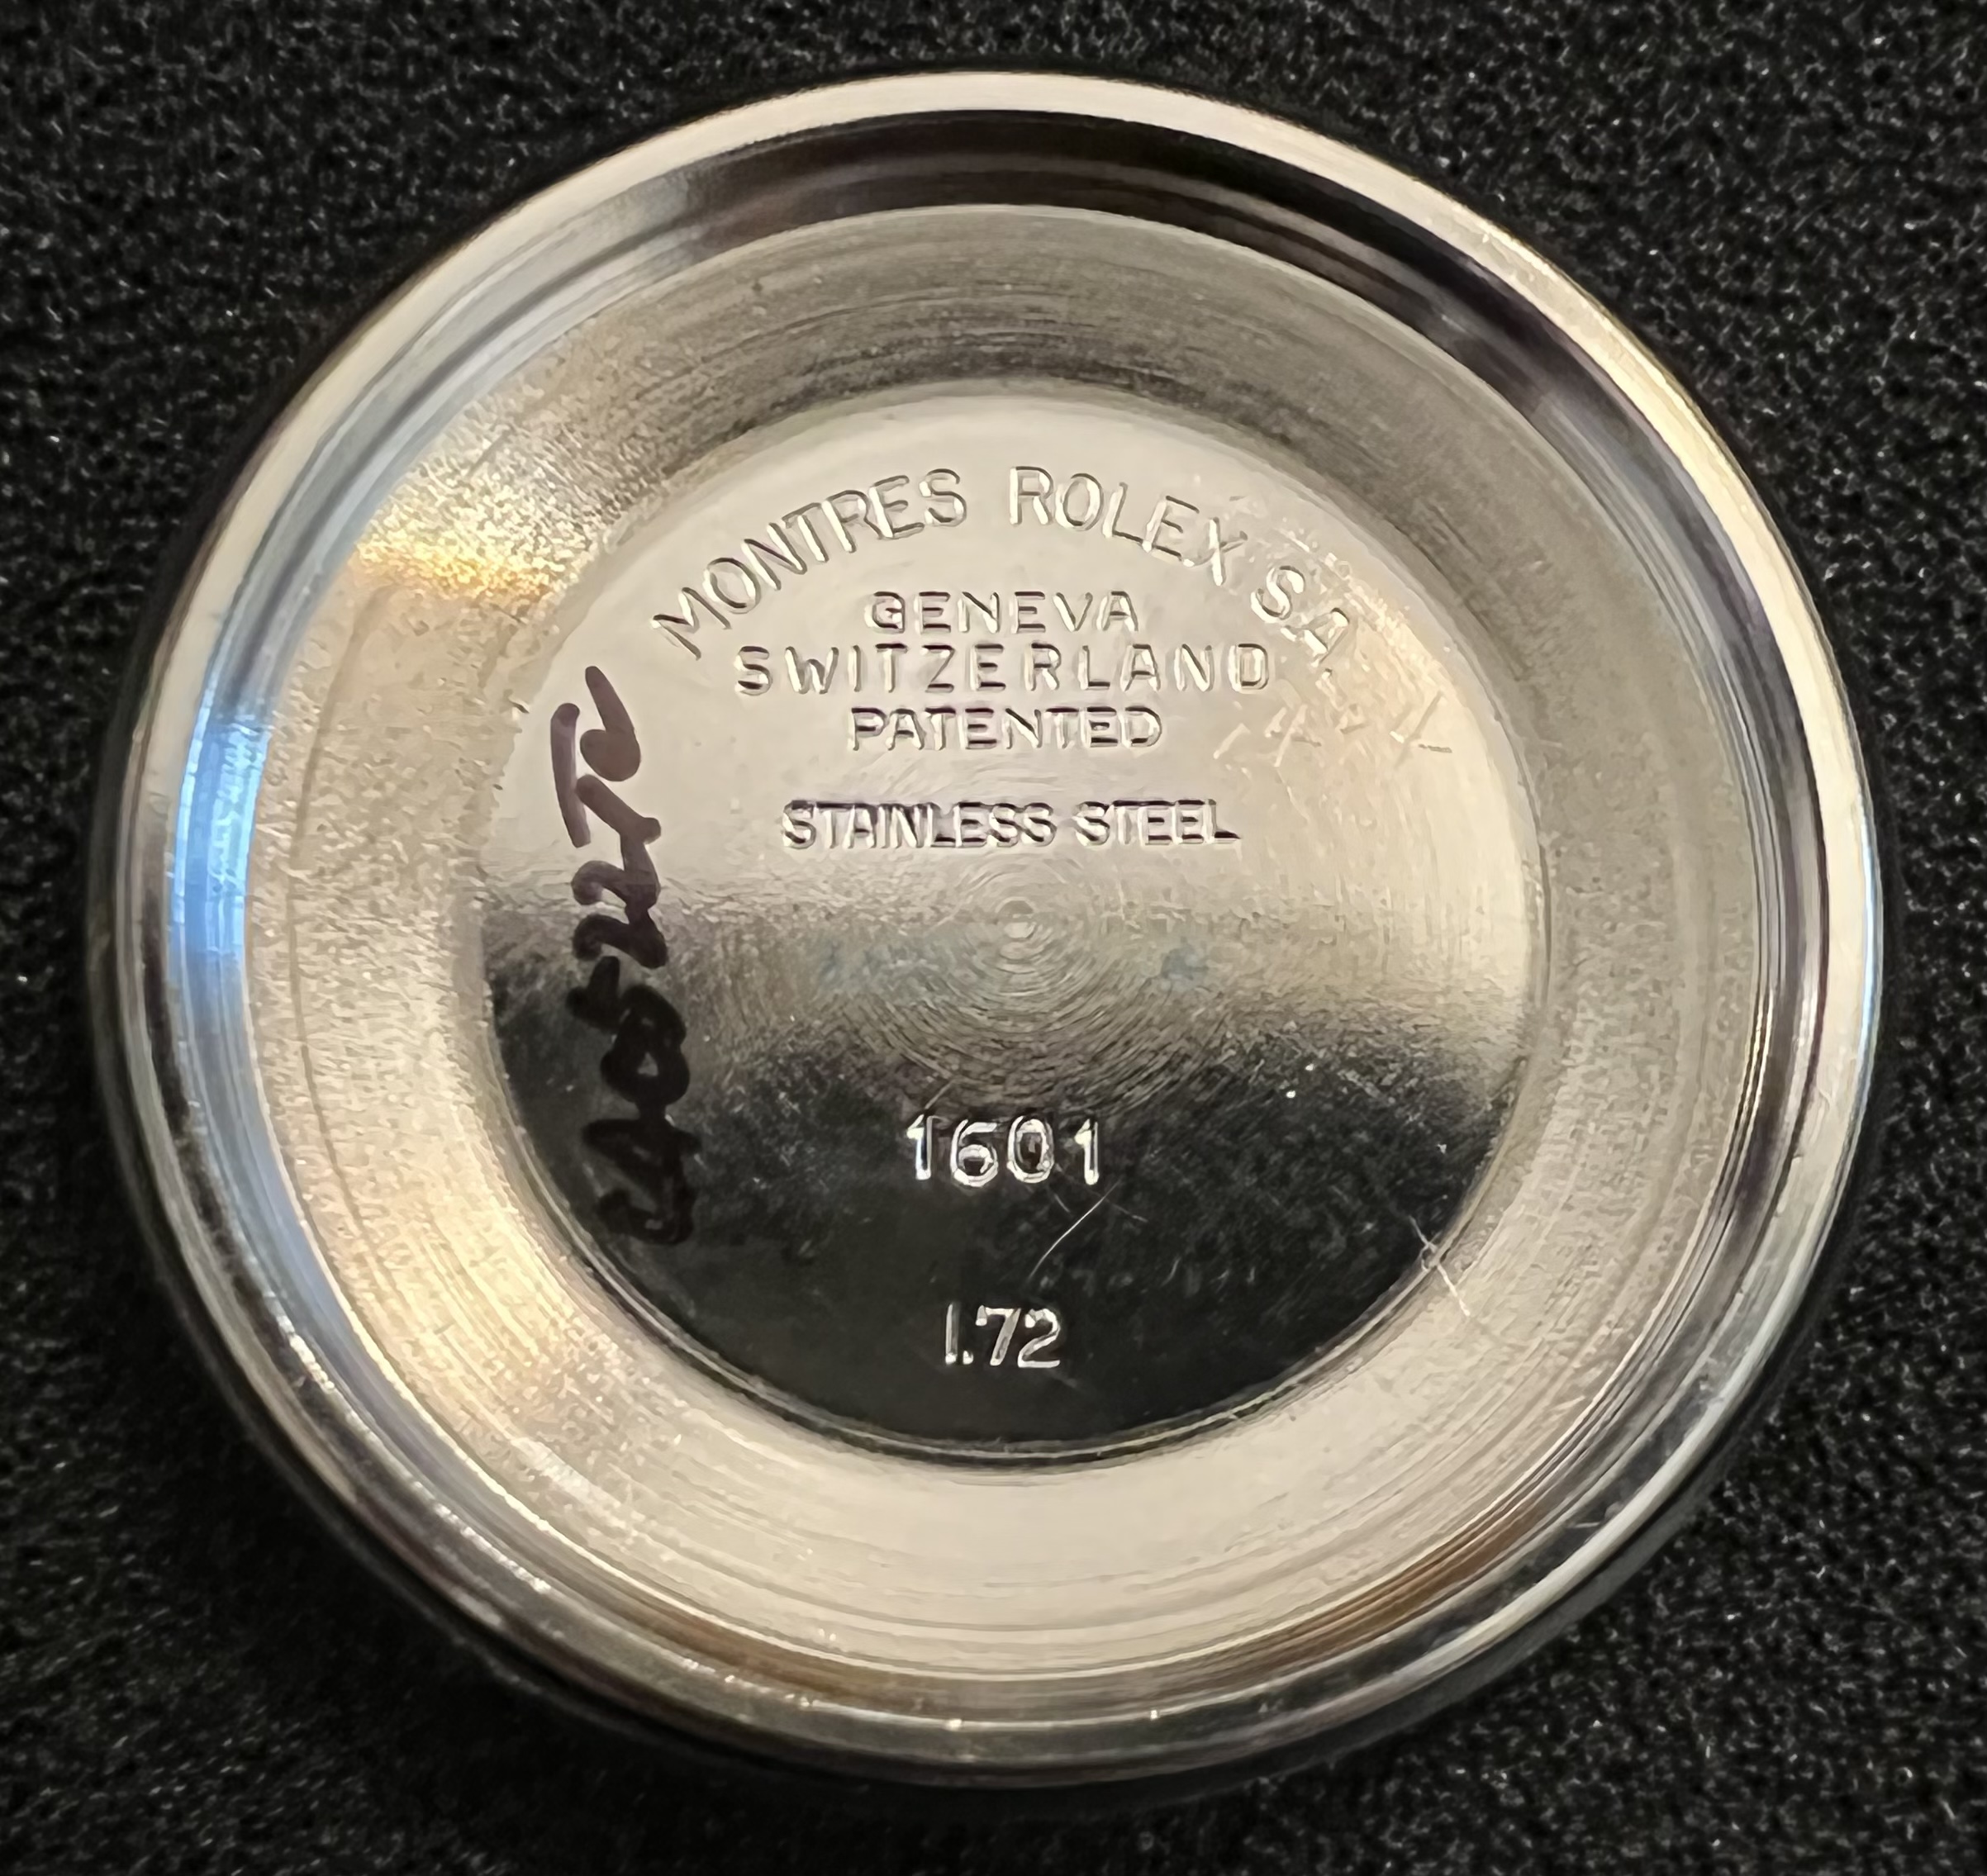 MONTRES ROLEX S.A
GENEVA
SWITZERLAND
PATENTED
STAINLESS STEEL
1601
I.72